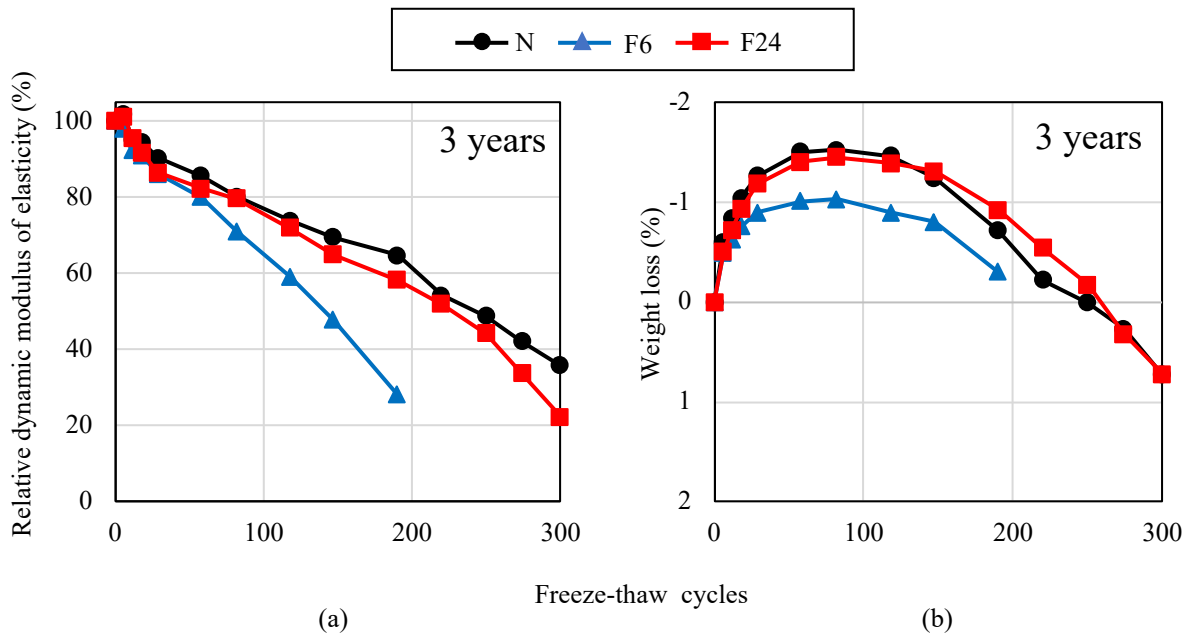 N F6 F24
Relative dynamic modulus of elasticity (%)
100
80
60
40
20
0
3 years
0 100 200 300
(a)
Weight loss (%)
-2
-1
0
1
2
3 years
0 100 200 300
(b)
Freeze-thaw cycles